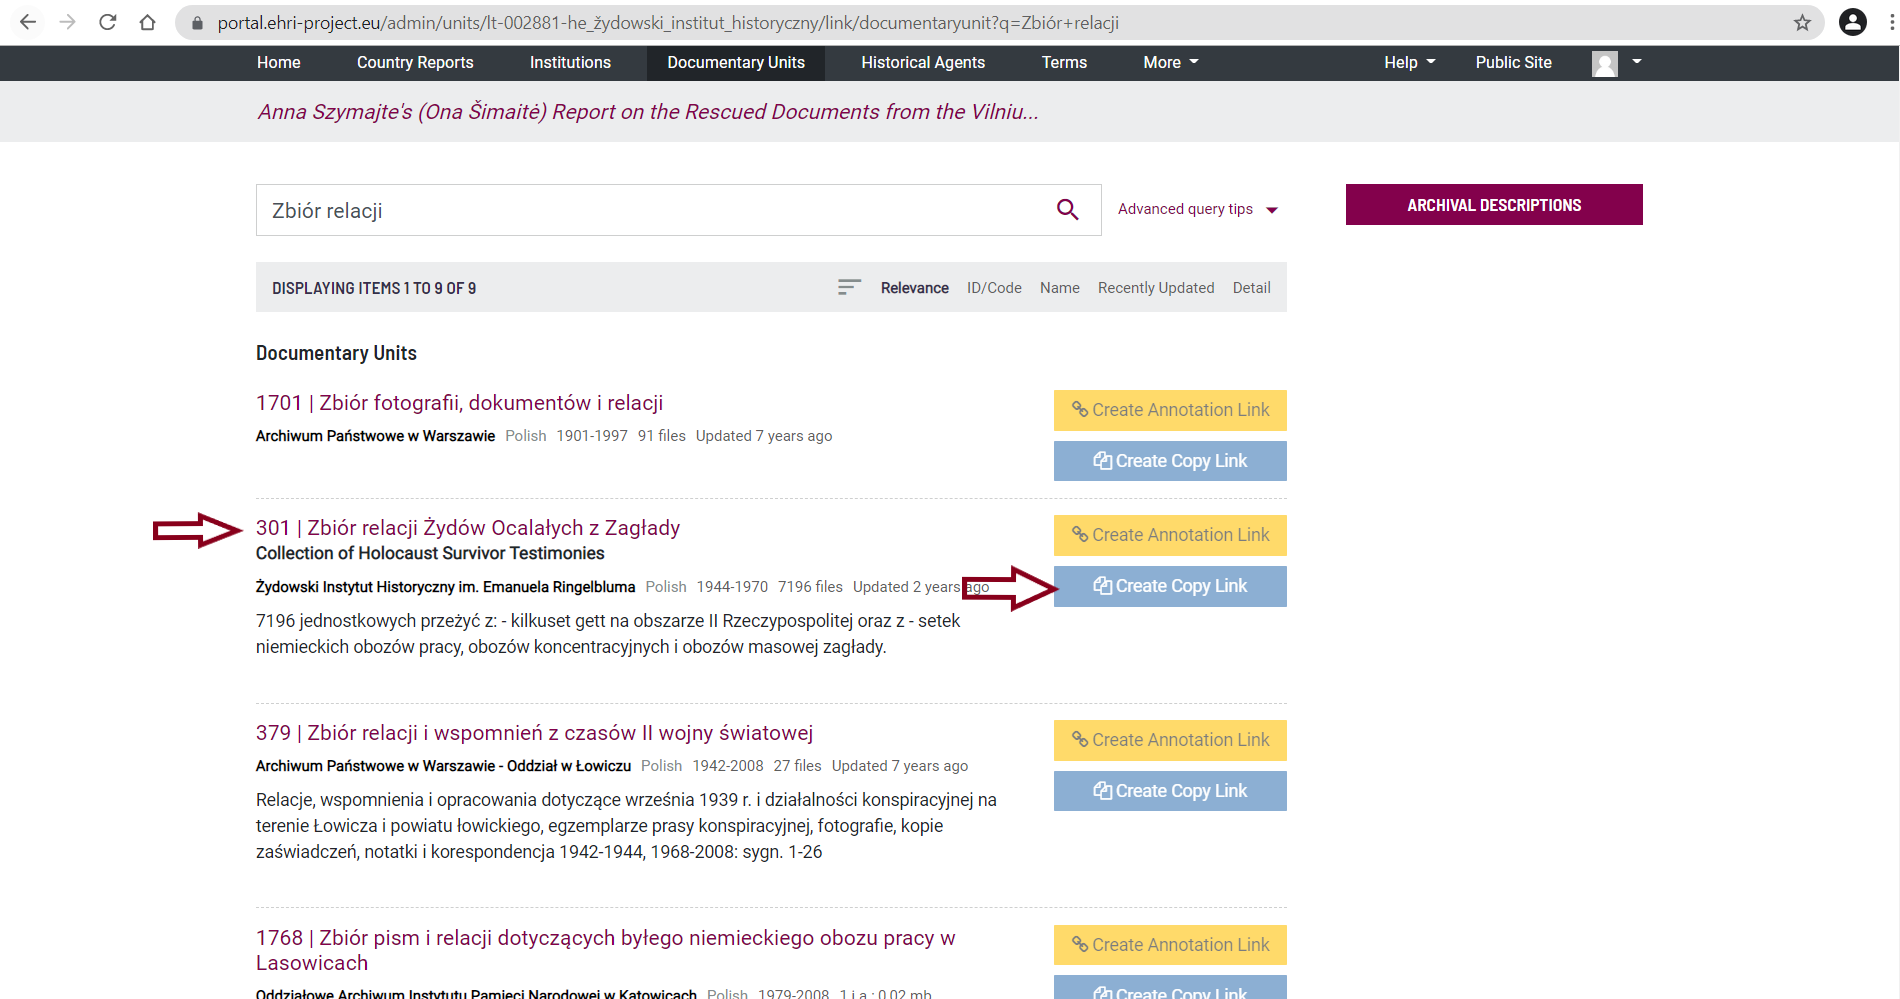 portal.ehri-project.eu/admin/units/lt-002881-he_żydowski_institut_historyczny/link/documentaryunit?q=Zbiór+relacji
Home Country Reports Institutions Documentary Units Historical Agents Terms More Help Public Site
Anna Szymajte's (Ona Šimaitė) Report on the Rescued Documents from the Vilniu...
Zbiór relacji
Advanced query tips
ARCHIVAL DESCRIPTIONS
DISPLAYING ITEMS 1 TO 9 OF 9
Relevance ID/Code Name Recently Updated Detail
Documentary Units
1701 | Zbiór fotografii, dokumentów i relacji
Create Annotation Link
Archiwum Państwowe w Warszawie Polish 1901-1997 91 files Updated 7 years ago
Create Copy Link
301 | Zbiór relacji Żydów Ocalałych z Zagłady
Create Annotation Link
Collection of Holocaust Survivor Testimonies
Żydowski Instytut Historyczny im. Emanuela Ringelbluma Polish 1944-1970 7196 files Updated 2 years ago
Create Copy Link
7196 jednostkowych przeżyć z: - kilkuset gett na obszarze II Rzeczypospolitej oraz z - setek
niemieckich obozów pracy, obozów koncentracyjnych i obozów masowej zagłady.
379 | Zbiór relacji i wspomnień z czasów II wojny światowej
Create Annotation Link
Archiwum Państwowe w Warszawie - Oddział w Łowiczu Polish 1942-2008 27 files Updated 7 years ago
Create Copy Link
Relacje, wspomnienia i opracowania dotyczące września 1939 r. i działalności konspiracyjnej na
terenie Łowicza i powiatu łowickiego, egzemplarze prasy konspiracyjnej, fotografie, kopie
zaświadczeń, notatki i korespondencja 1942-1944, 1968-2008: sygn. 1-26
1768 | Zbiór pism i relacji dotyczących byłego niemieckiego obozu pracy w
Lasowicach
Create Annotation Link
Oddziałowe Archiwum Instytutu Pamięci Narodowej w Katowicach Polish 1979-2008 1 j.a.; 0,02 mb
Create Copy Link